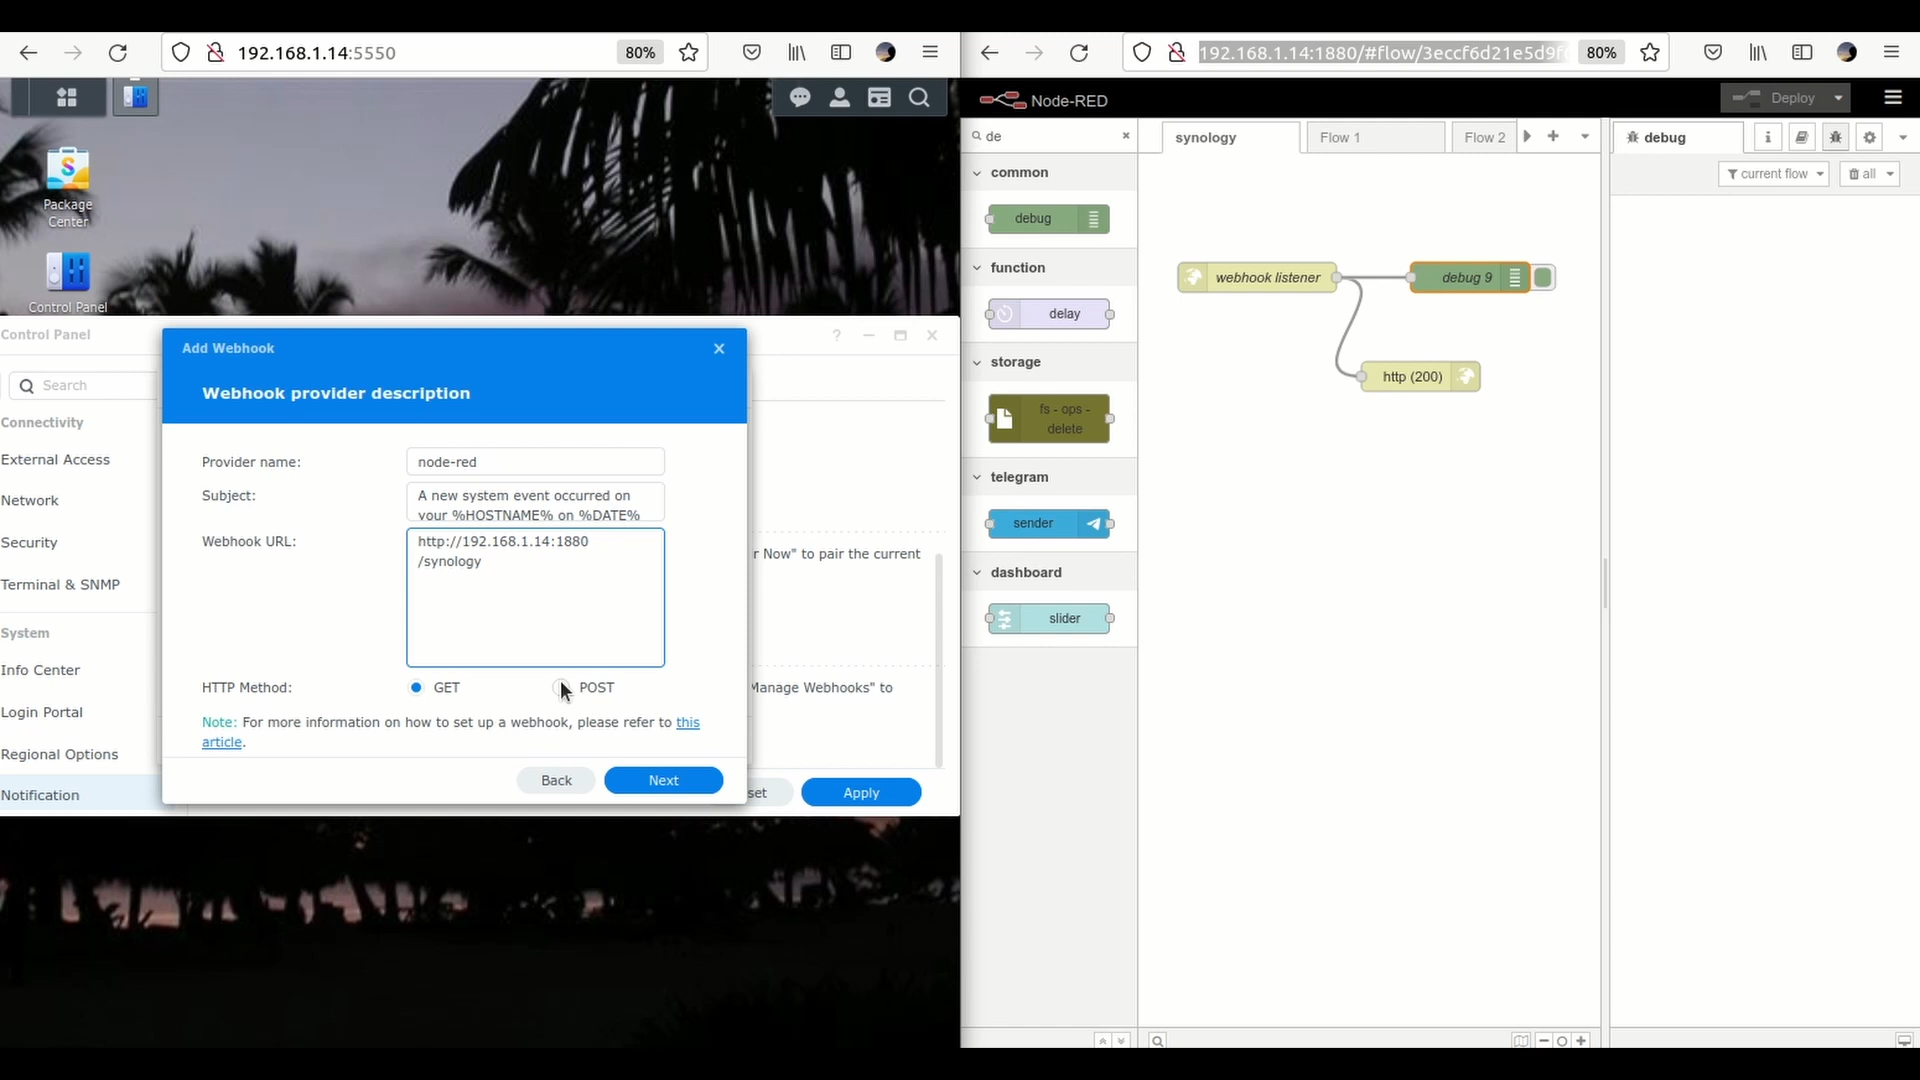 192.168.1.14:5550
80%
Package
Center
Control Panel
Control Panel
?
Search
Connectivity
External Access
Network
Security
Terminal & SNMP
System
Info Center
Login Portal
Regional Options
Notification
Add Webhook
Webhook provider description
Provider name:
node-red
Subject:
A new system event occurred on
your %HOSTNAME% on %DATE%
Webhook URL:
http://192.168.1.14:1880
/synology
HTTP Method:
GET
POST
Note: For more information on how to set up a webhook, please refer to this
article.
Back
Next
r Now" to pair the current
Manage Webhooks" to
set
Apply
192.168.1.14:1880/#flow/3eccf6d21e5d9f
80%
Node-RED
Deploy
de
common
debug
function
delay
storage
fs - ops -
delete
telegram
sender
dashboard
slider
synology
Flow 1
Flow 2
webhook listener
debug 9
http (200)
debug
i
current flow
all